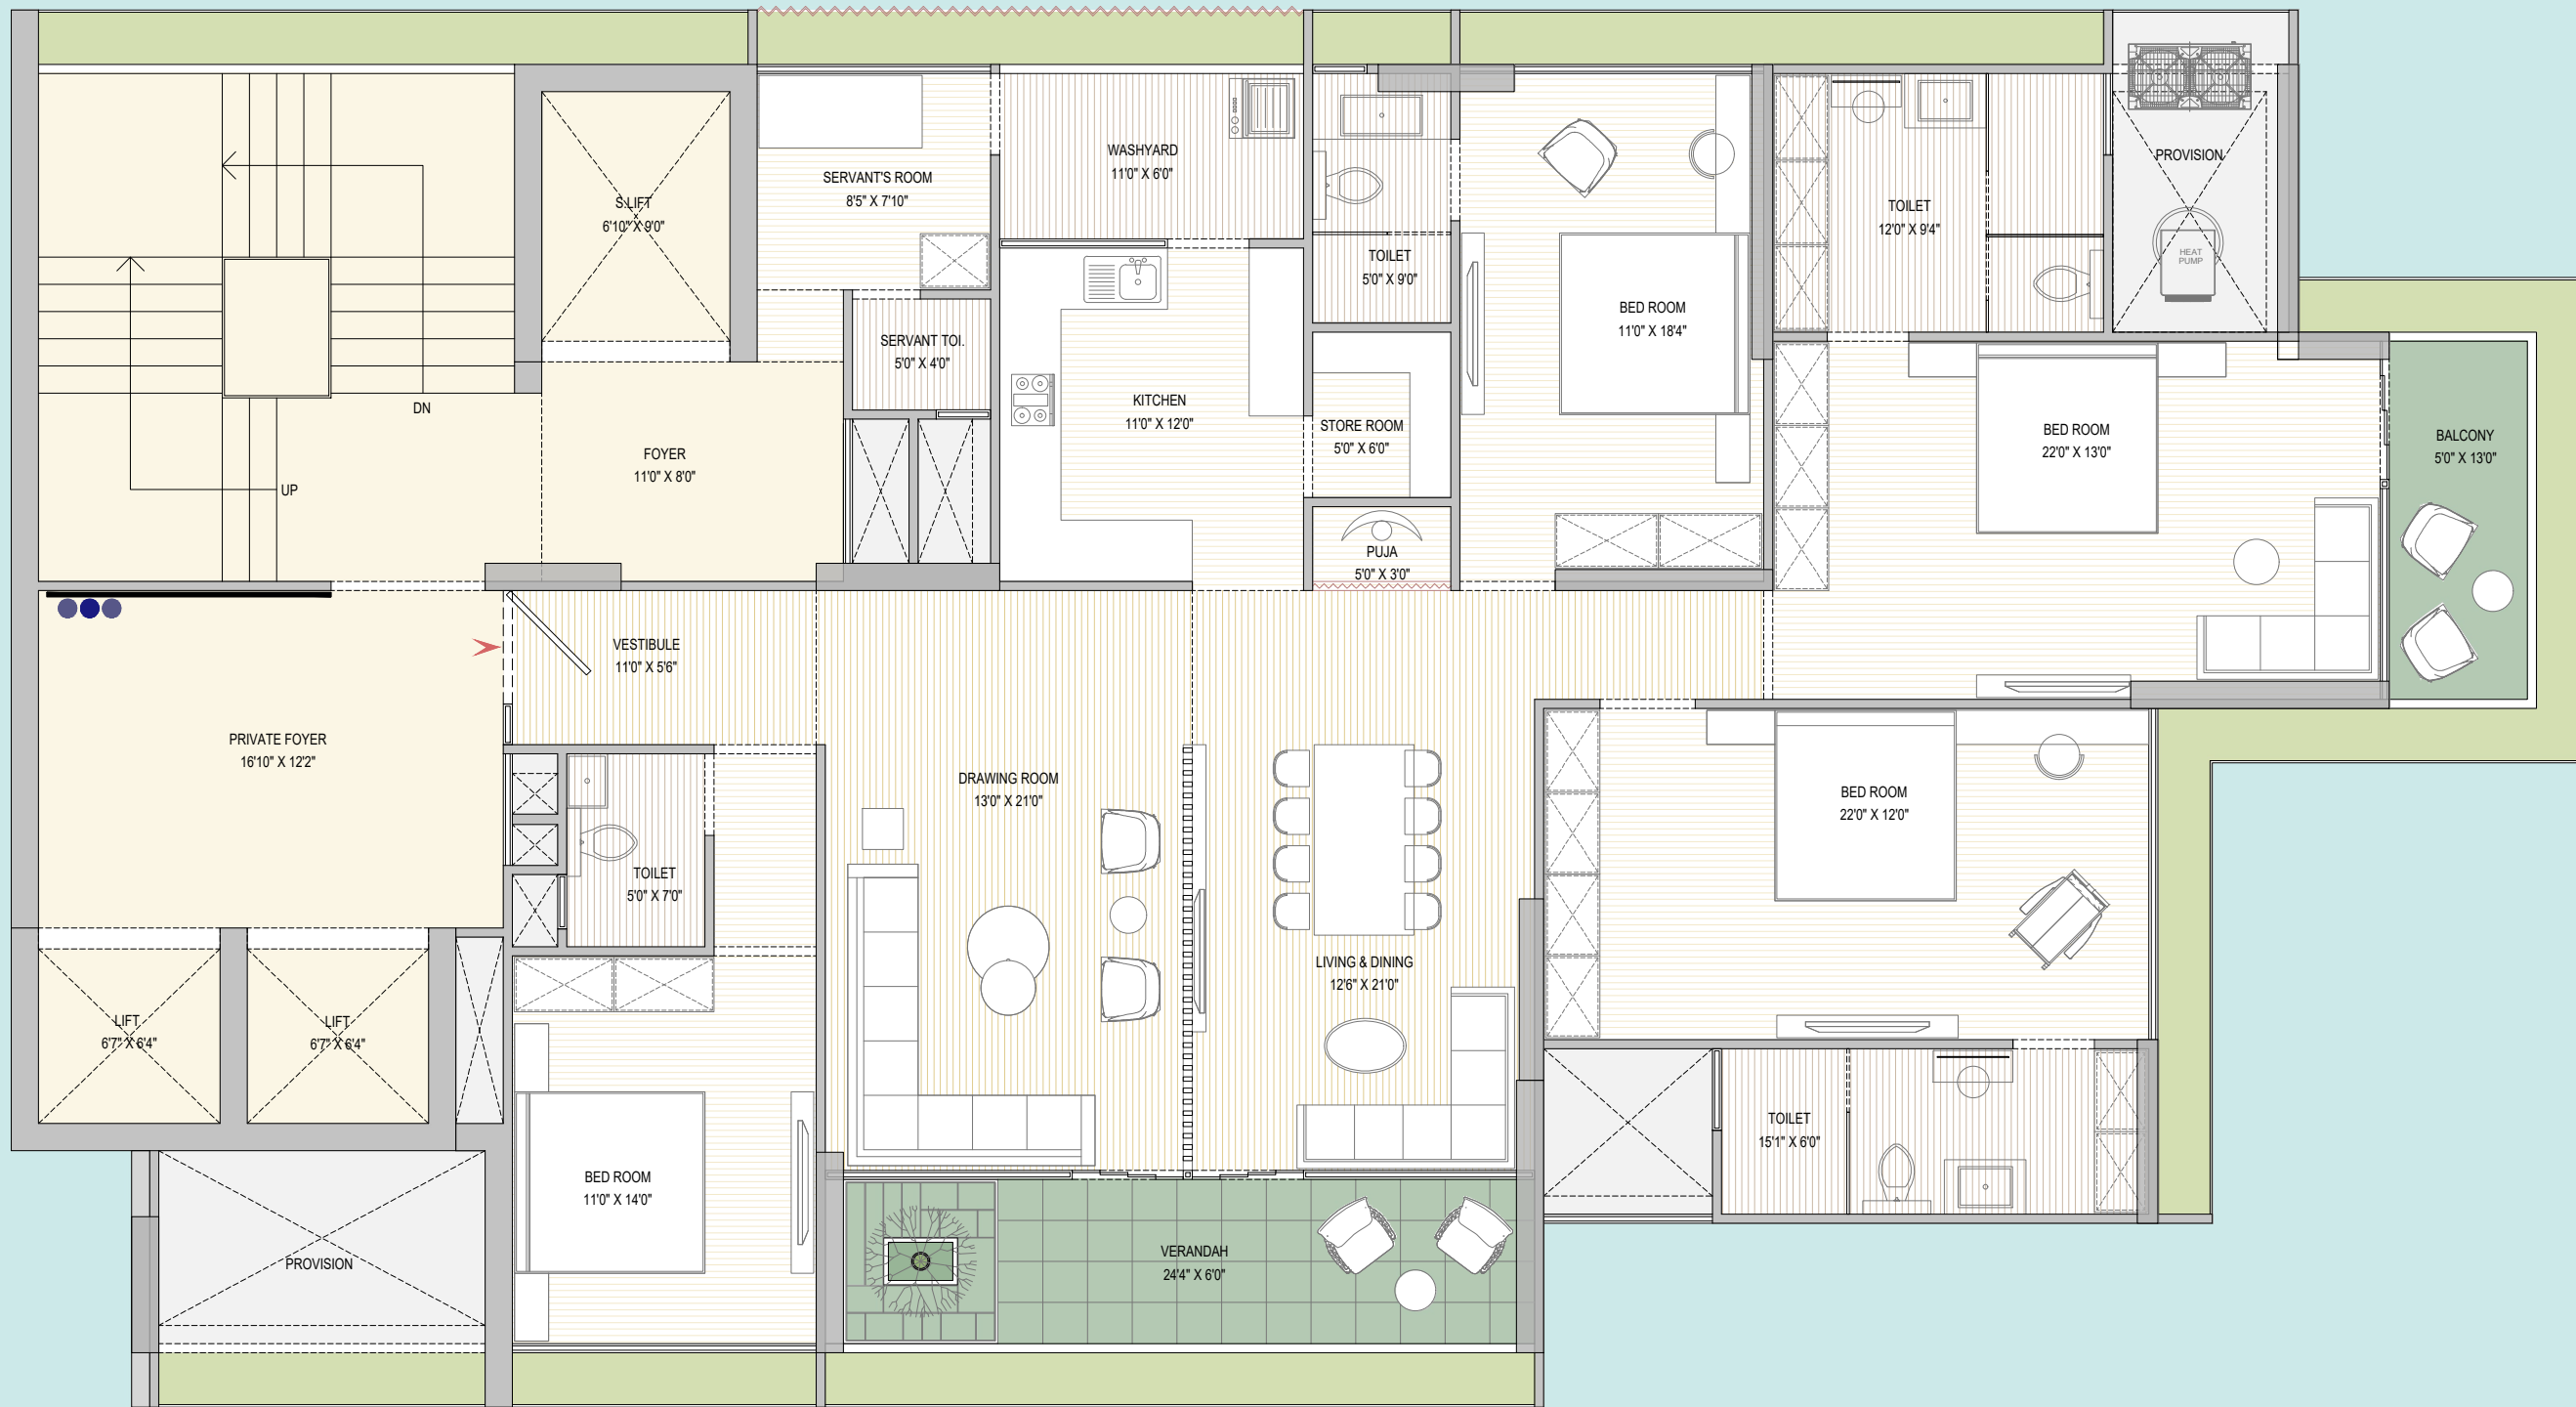 SERVANT'S ROOM
8'5" X 7'10"
WASHYARD
11'0" X 6'0"
PROVISION
S.LIFT
6'10" X 9'0"
TOILET
12'0" X 9'4"
TOILET
5'0" X 9'0"
HEAT
PUMP
BED ROOM
11'0" X 18'4"
SERVANT TOI.
5'0" X 4'0"
DN
KITCHEN
11'0" X 12'0"
STORE ROOM
5'0" X 6'0"
BED ROOM
22'0" X 13'0"
BALCONY
5'0" X 13'0"
FOYER
11'0" X 8'0"
UP
PUJA
5'0" X 3'0"
VESTIBULE
11'0" X 5'6"
PRIVATE FOYER
16'10" X 12'2"
DRAWING ROOM
13'0" X 21'0"
BED ROOM
22'0" X 12'0"
TOILET
5'0" X 7'0"
LIVING & DINING
12'6" X 21'0"
LIFT
6'7" X 6'4"
LIFT
6'7" X 6'4"
TOILET
15'1" X 6'0"
BED ROOM
11'0" X 14'0"
PROVISION
VERANDAH
24'4" X 6'0"